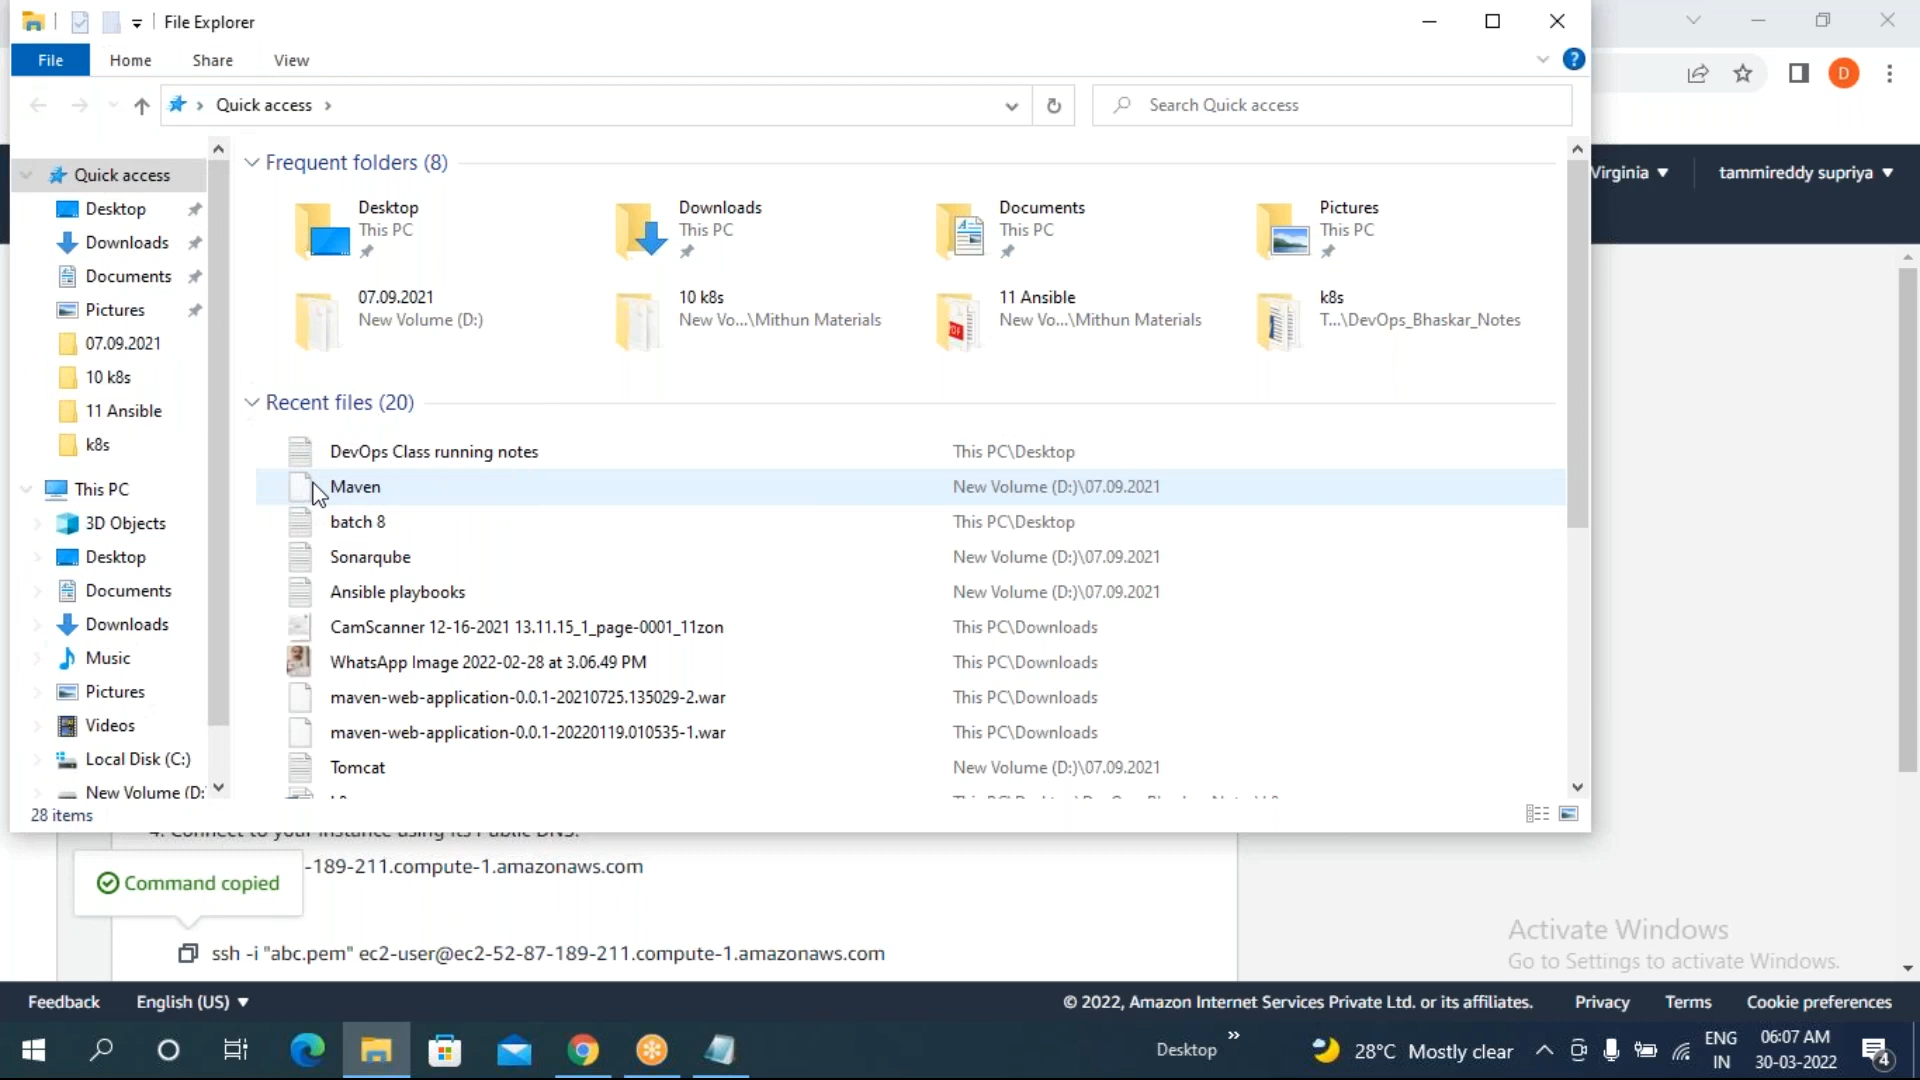 File Explorer
File Home Share View
Quick access
Search Quick access
Virginia ▼ tammireddy supriya ▼
D
Quick access
Desktop
Downloads
Documents
Pictures
07.09.2021
10 k8s
11 Ansible
k8s
This PC
3D Objects
Desktop
Documents
Downloads
Music
Pictures
Videos
Local Disk (C:)
New Volume (D:
Frequent folders (8)
Desktop
This PC
Downloads
This PC
Documents
This PC
Pictures
This PC
07.09.2021
New Volume (D:)
10 k8s
New Vo...\Mithun Materials
11 Ansible
New Vo...\Mithun Materials
k8s
T...\DevOps_Bhaskar_Notes
Recent files (20)
DevOps Class running notes This PC\Desktop
Maven New Volume (D:)\07.09.2021
batch 8 This PC\Desktop
Sonarqube New Volume (D:)\07.09.2021
Ansible playbooks New Volume (D:)\07.09.2021
CamScanner 12-16-2021 13.11.15_1_page-0001_11zon This PC\Downloads
WhatsApp Image 2022-02-28 at 3.06.49 PM This PC\Downloads
maven-web-application-0.0.1-20210725.135029-2.war This PC\Downloads
maven-web-application-0.0.1-20220119.010535-1.war This PC\Downloads
Tomcat New Volume (D:)\07.09.2021
28 items
4. Connect to your instance using its Public DNS:
-189-211.compute-1.amazonaws.com
Command copied
ssh -i "abc.pem" ec2-user@ec2-52-87-189-211.compute-1.amazonaws.com
Activate Windows
Go to Settings to activate Windows.
Feedback English (US) ▼ © 2022, Amazon Internet Services Private Ltd. or its affiliates. Privacy Terms Cookie preferences
Desktop 28°C Mostly clear ENG IN 06:07 AM 30-03-2022 4